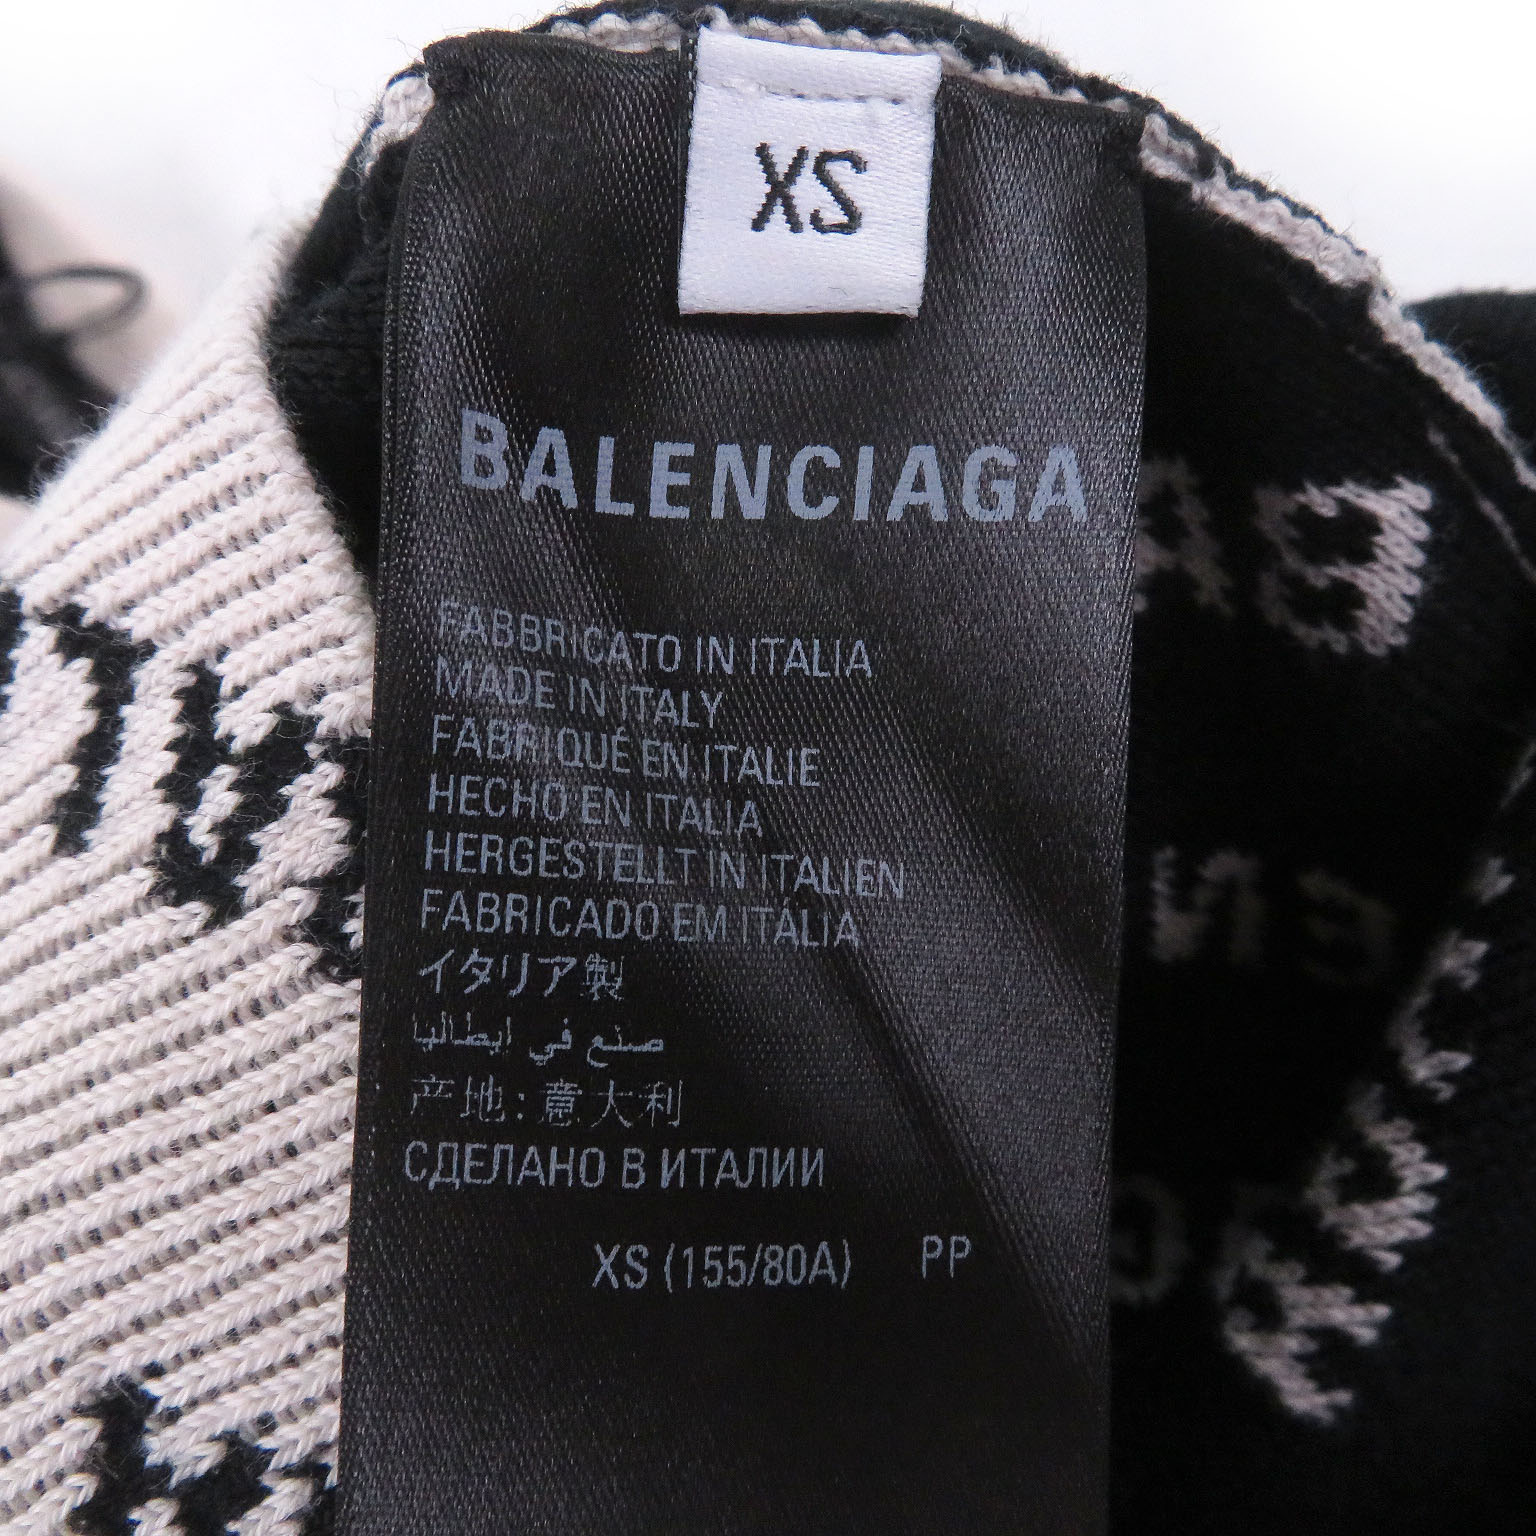 XS
BALENCIAGA
FABBRICATO IN ITALIA
MADE IN ITALY
FABRIQUÉ EN ITALIE
HECHO EN ITALIA
HERGESTELLT IN ITALIEN
FABRICADO EM ITÁLIA
イタリア製
صنع في ايطاليا
产地:意大利
СДЕЛАНО В ИТАЛИИ
XS (155/80A) PP